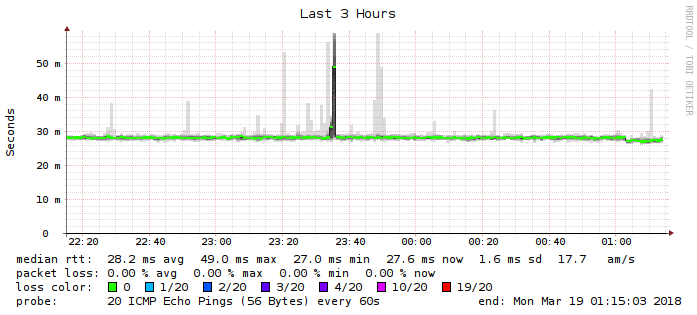 Last 3 Hours
RRDTOOL / TOBI OETIKER
Seconds
50 m
40 m
30 m
20 m
10 m
0
22:20 22:40 23:00 23:20 23:40 00:00 00:20 00:40 01:00
median rtt: 28.2 ms avg 49.0 ms max 27.0 ms min 27.6 ms now 1.6 ms sd 17.7 am/s
packet loss: 0.00 % avg 0.00 % max 0.00 % min 0.00 % now
loss color: 0 1/20 2/20 3/20 4/20 10/20 19/20
probe: 20 ICMP Echo Pings (56 Bytes) every 60s end: Mon Mar 19 01:15:03 2018